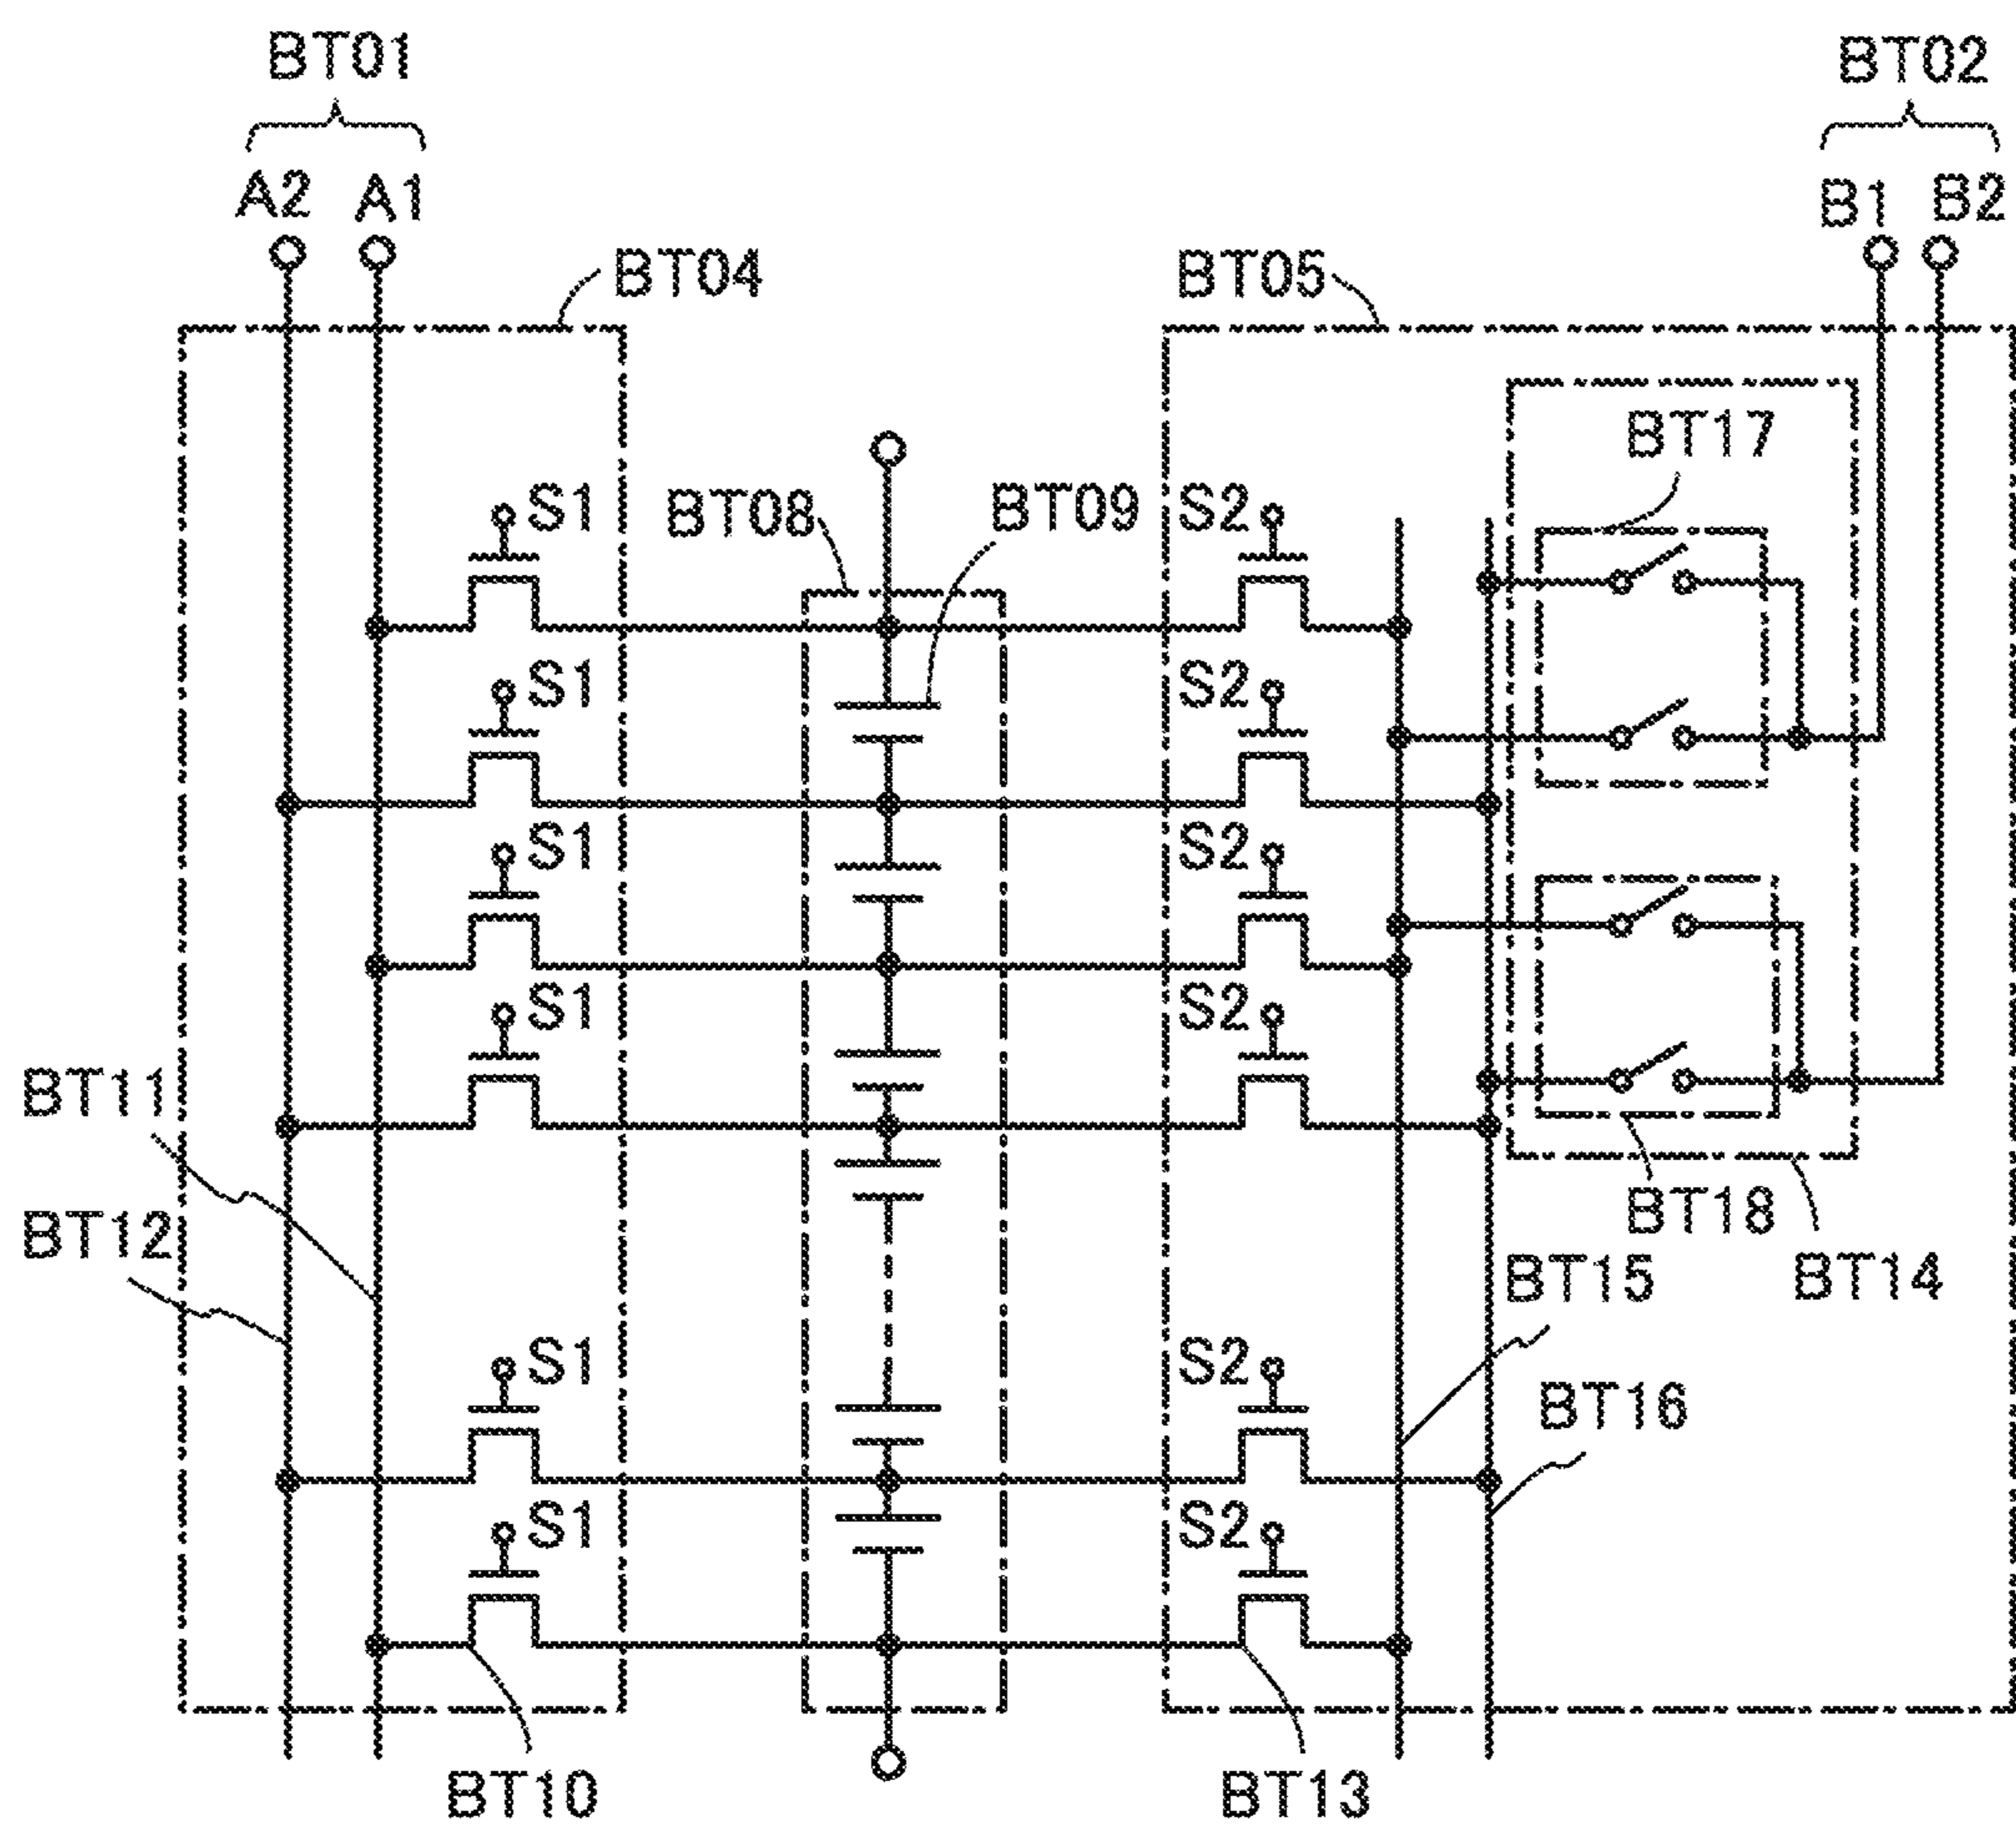 BT01
BT02
A2 A1
B1 B2
BT04
BT05
BT17
S1
BT08
BT09
S2
S1
S2
S1
S2
S1
S2
BT11
BT18
BT12
BT14
BT15
S1
S2
BT16
S1
S2
BT10
BT13